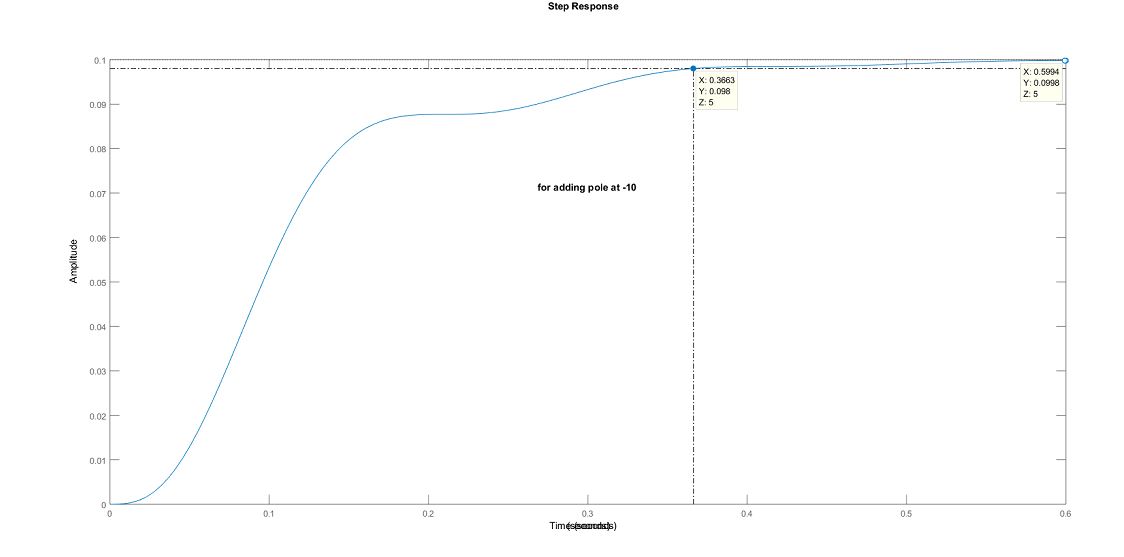 Step Response
0.1
0.09
0.08
0.07
0.06
0.05
0.04
0.03
0.02
0.01
0
Amplitude
X: 0.3663
Y: 0.098
Z: 5
X: 0.5994
Y: 0.0998
Z: 5
for adding pole at -10
0 0.1 0.2 0.3 0.4 0.5 0.6
Time (seconds)